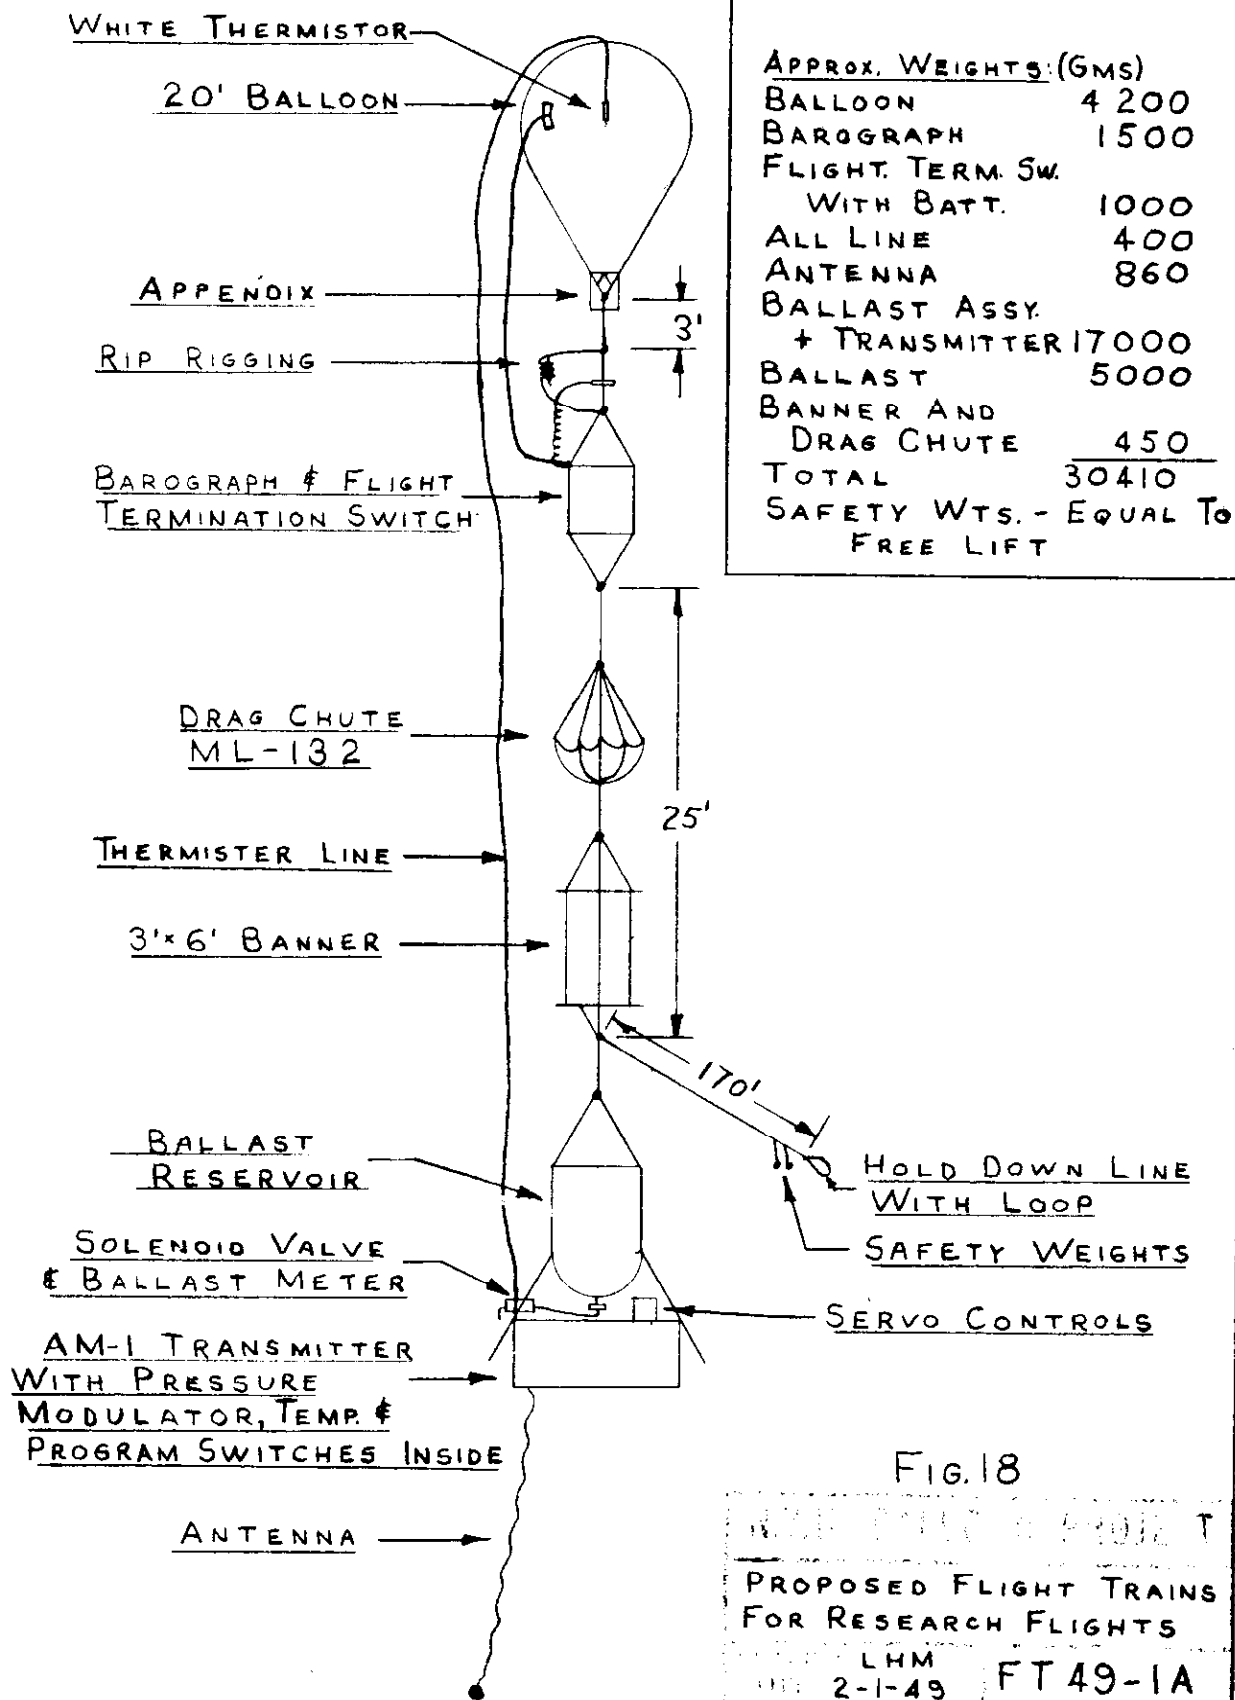 WHITE THERMISTOR
20' BALLOON
APPENDIX
3'
RIP RIGGING
BAROGRAPH & FLIGHT
TERMINATION SWITCH
DRAG CHUTE
ML-132
25'
THERMISTER LINE
3'×6' BANNER
170'
BALLAST
RESERVOIR
HOLD DOWN LINE
WITH LOOP
SAFETY WEIGHTS
SOLENOID VALVE
& BALLAST METER
SERVO CONTROLS
AM-1 TRANSMITTER
WITH PRESSURE
MODULATOR, TEMP. &
PROGRAM SWITCHES INSIDE
ANTENNA
APPROX. WEIGHTS: (GMS)
BALLOON 4200
BAROGRAPH 1500
FLIGHT. TERM. SW.
WITH BATT. 1000
ALL LINE 400
ANTENNA 860
BALLAST ASSY.
+ TRANSMITTER 17000
BALLAST 5000
BANNER AND
DRAG CHUTE 450
TOTAL 30410
SAFETY WTS. - EQUAL TO
FREE LIFT
FIG. 18
PROPOSED FLIGHT TRAINS
FOR RESEARCH FLIGHTS
LHM
2-1-49
FT 49-1A